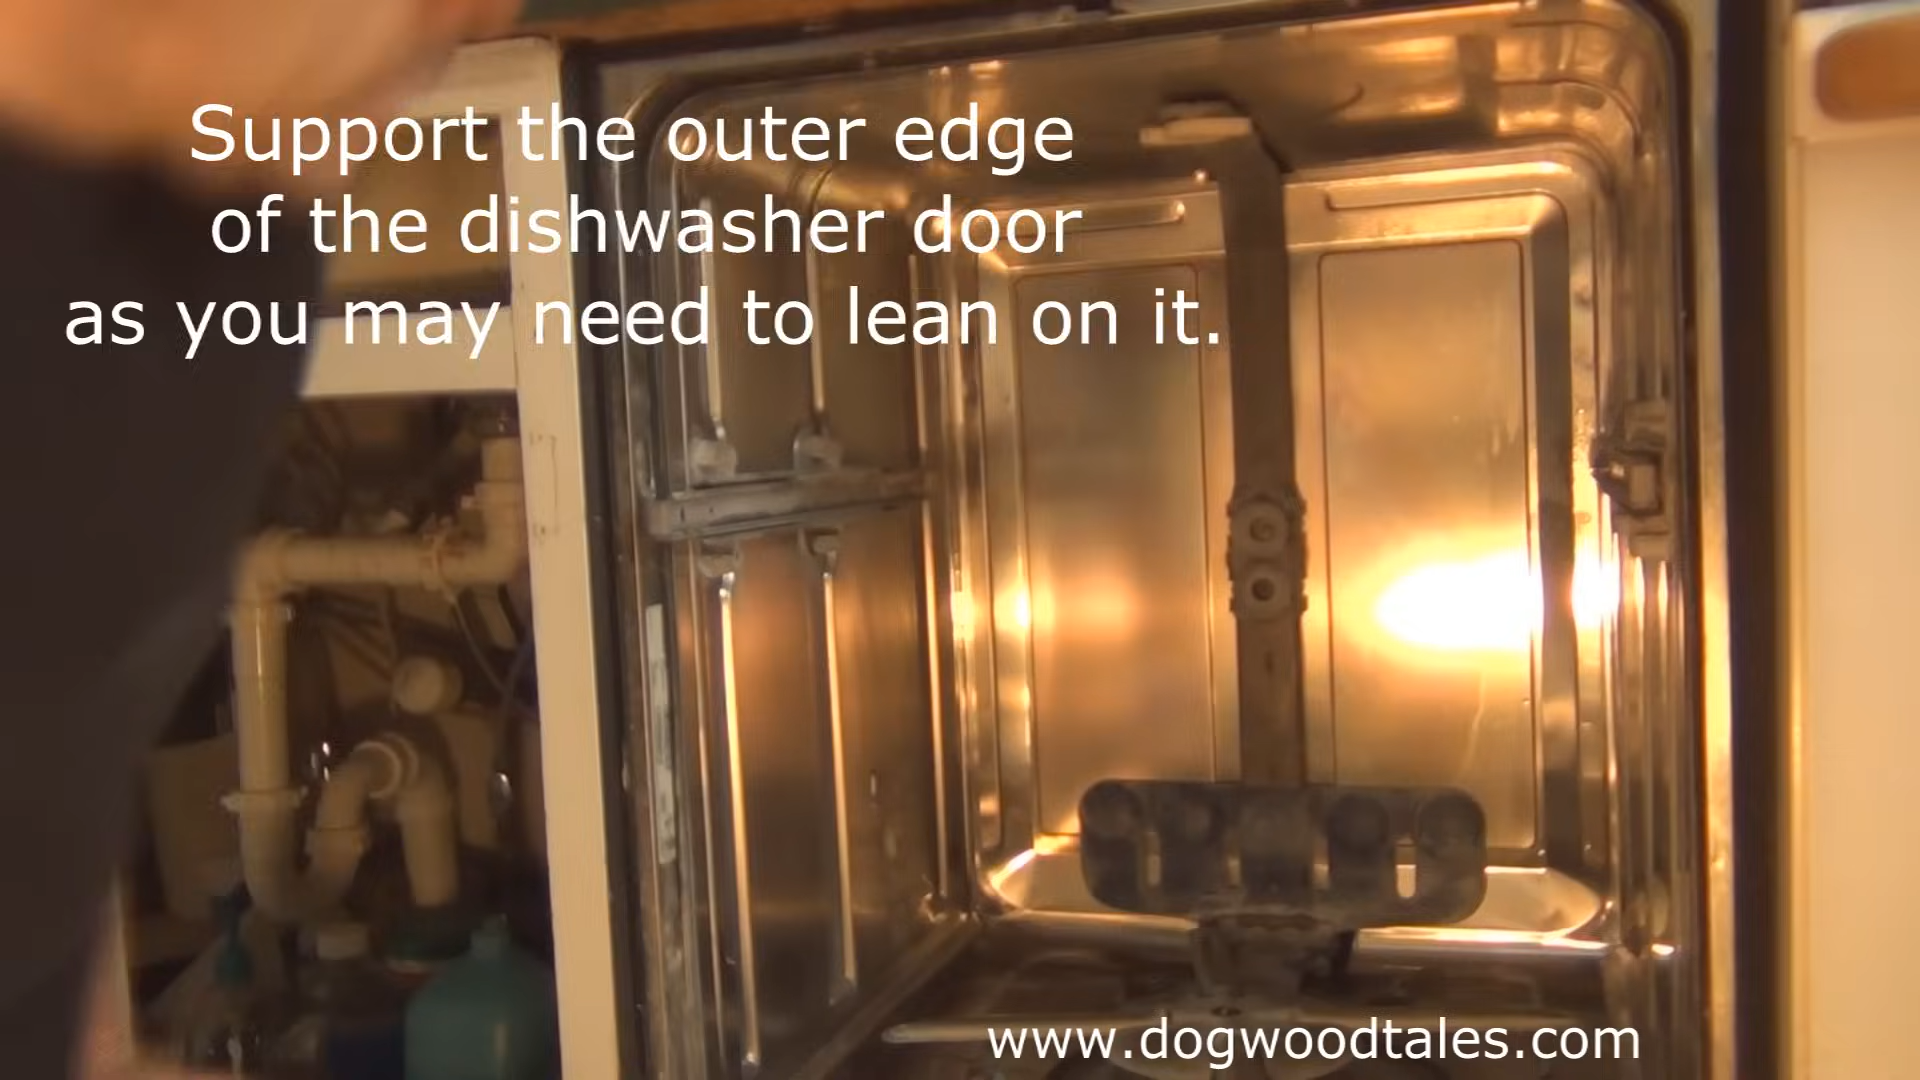 Support the outer edge
of the dishwasher door
as you may need to lean on it.
www.dogwoodtales.com